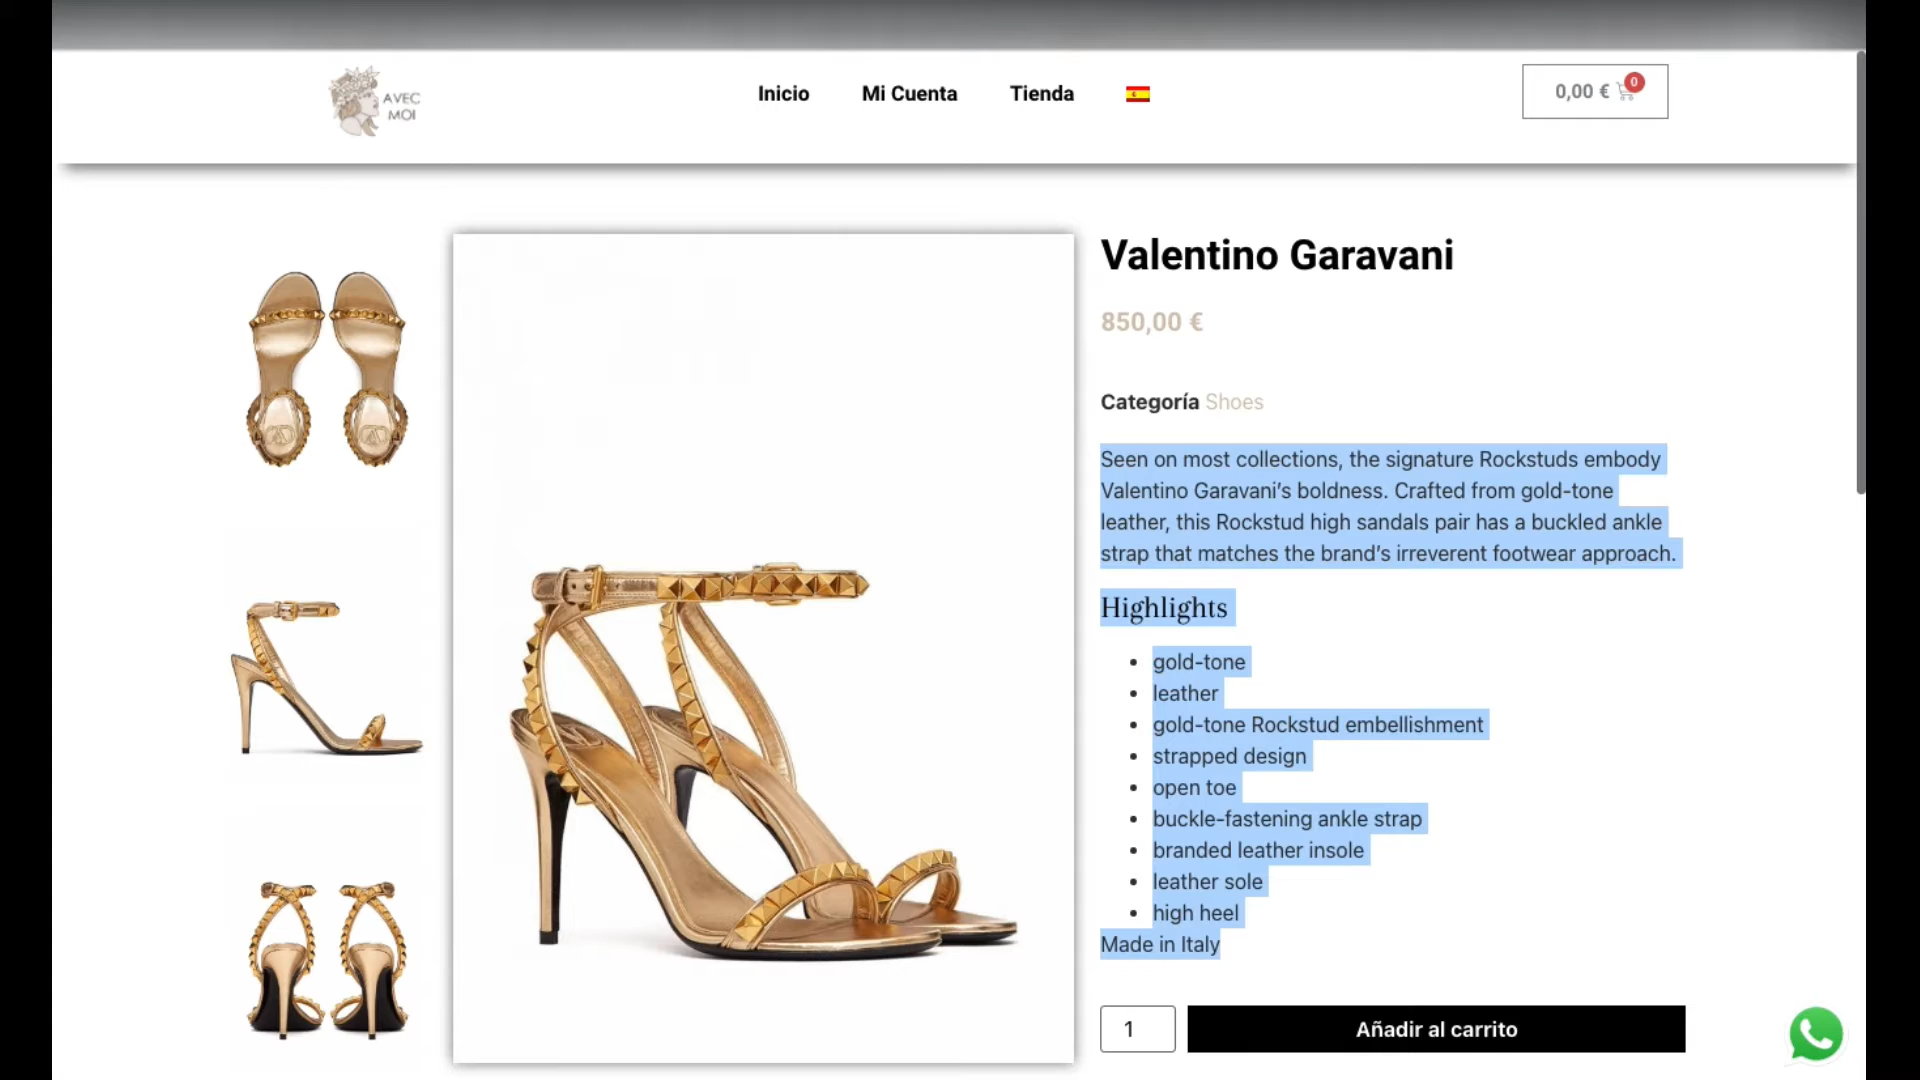 AVEC
MOI
Inicio
Mi Cuenta
Tienda
0,00 €
0
Valentino Garavani
850,00 €
Categoría Shoes
Seen on most collections, the signature Rockstuds embody
Valentino Garavani’s boldness. Crafted from gold-tone
leather, this Rockstud high sandals pair has a buckled ankle
strap that matches the brand’s irreverent footwear approach.
Highlights
gold-tone
leather
gold-tone Rockstud embellishment
strapped design
open toe
buckle-fastening ankle strap
branded leather insole
leather sole
high heel
Made in Italy
1
Añadir al carrito